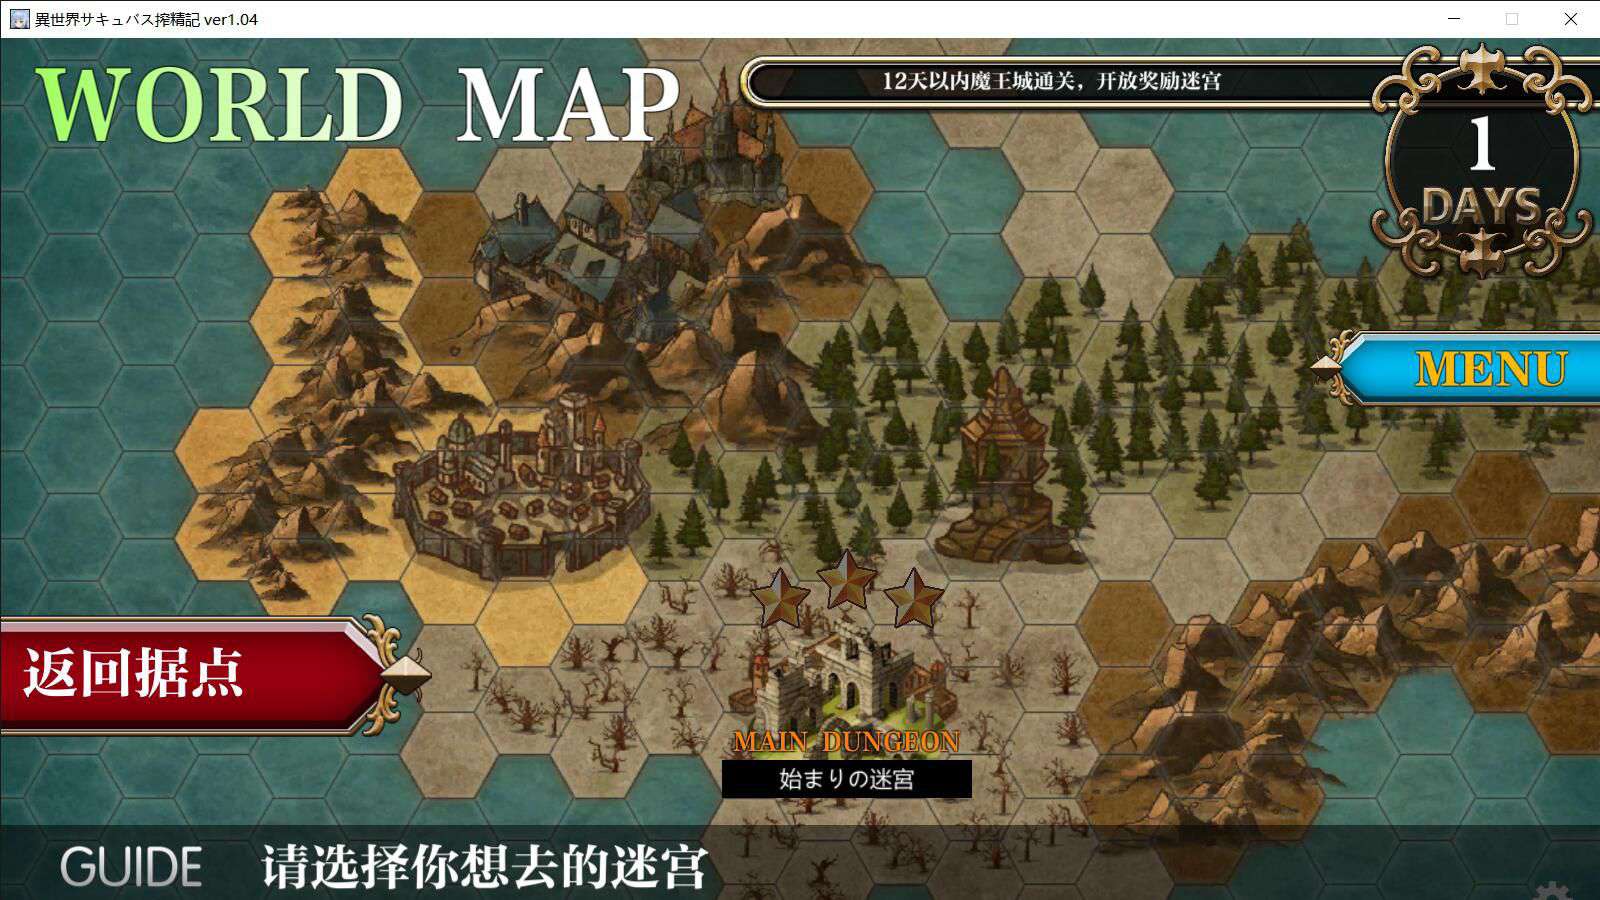 異世界サキュバス搾精記 ver1.04
WORLD MAP
12天以内魔王城通关，开放奖励迷宫
1
DAYS
MENU
返回据点
MAIN DUNGEON
始まりの迷宮
GUIDE 请选择你想去的迷宫